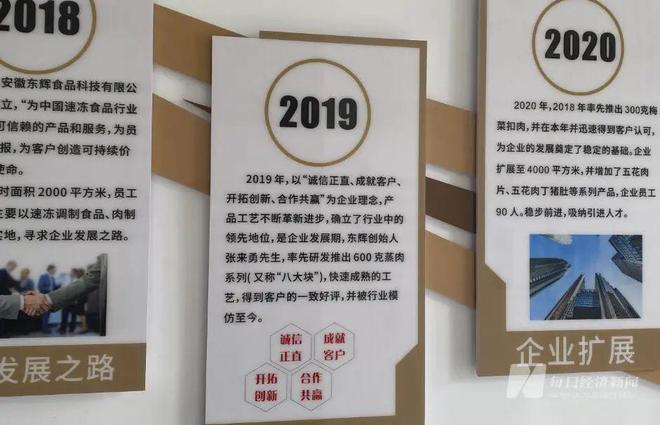 2018
安徽东辉食品科技有限公
立，“为中国速冻食品行业
可信赖的产品和服务，为员
报，为客户创造可持续价
使命。
时面积 2000 平方米，员工
主要以速冻调制食品、肉制
实地，寻求企业发展之路。
发展之路
2019
2019 年，以“诚信正直、成就客户、
开拓创新、合作共赢”为企业理念，产
品工艺不断革新进步，确立了行业中的
领先地位，是企业发展期，东辉创始人
张来勇先生，率先研发推出 600 克蒸肉
系列( 又称“八大块”)，快速成熟的工
艺，得到客户的一致好评，并被行业模
仿至今。
诚信
正直
成就
客户
开拓
创新
合作
共赢
2020
2020 年，2018 年率先推出 300克梅
菜扣肉，并在本年并迅速得到客户认可，
为企业的发展奠定了稳定的基础。企业
扩展至 4000 平方米，并增加了五花肉
片、五花肉丁猪肚等系列产品，企业员工
90 人。稳步前进，吸纳引进人才。
企业扩展
每日经济新闻